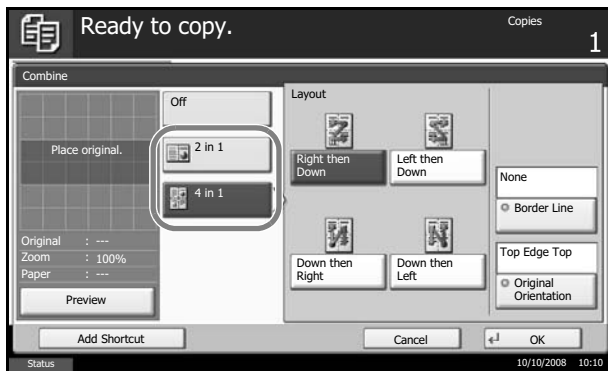 Ready to copy.
Copies
1
Combine
Place original.
Original : ---
Zoom : 100%
Paper : ---
Preview
Off
2 in 1
4 in 1
Layout
Right then
Down
Left then
Down
Down then
Right
Down then
Left
None
Border Line
Top Edge Top
Original
Orientation
Add Shortcut
Cancel
OK
Status
10/10/2008 10:10